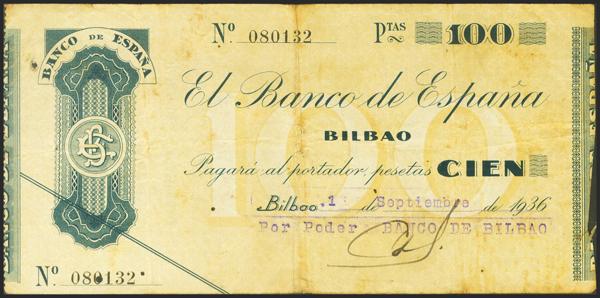 Nº 080132 PTAS 100
BANCO DE ESPAÑA
El Banco de España
BILBAO
100
Pagará al portador, pesetas CIEN
Bilbao 1 de Septiembre de 1936
Por Poder BANCO DE BILBAO
Nº 080132